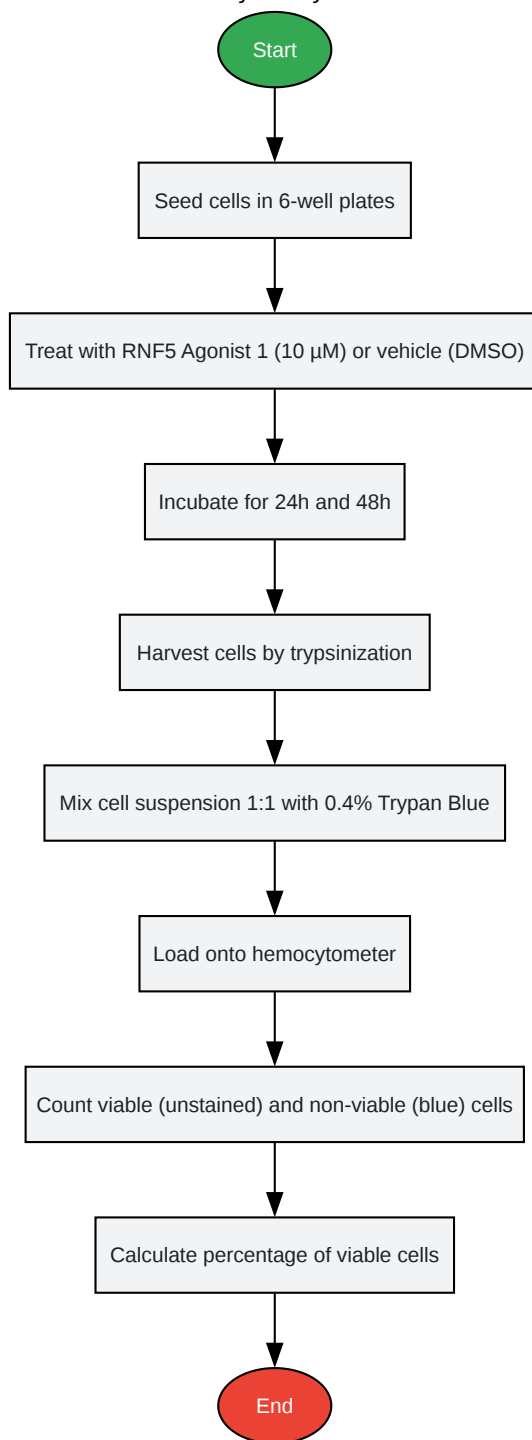 Start
Seed cells in 6-well plates
Treat with RNF5 Agonist 1 (10 µM) or vehicle (DMSO)
Incubate for 24h and 48h
Harvest cells by trypsinization
Mix cell suspension 1:1 with 0.4% Trypan Blue
Load onto hemocytometer
Count viable (unstained) and non-viable (blue) cells
Calculate percentage of viable cells
End